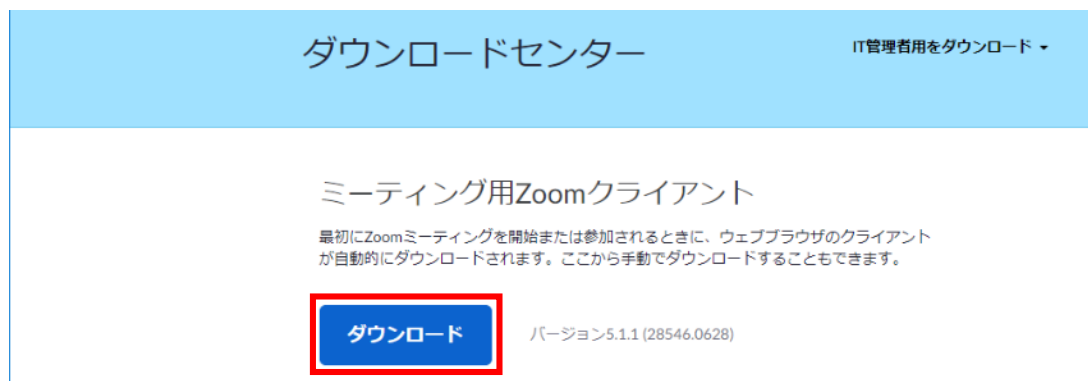 ダウンロードセンター
IT管理者用をダウンロード
ミーティング用Zoomクライアント
最初にZoomミーティングを開始または参加されるときに、ウェブブラウザのクライアント
が自動的にダウンロードされます。ここから手動でダウンロードすることもできます。
ダウンロード
バージョン5.1.1 (28546.0628)